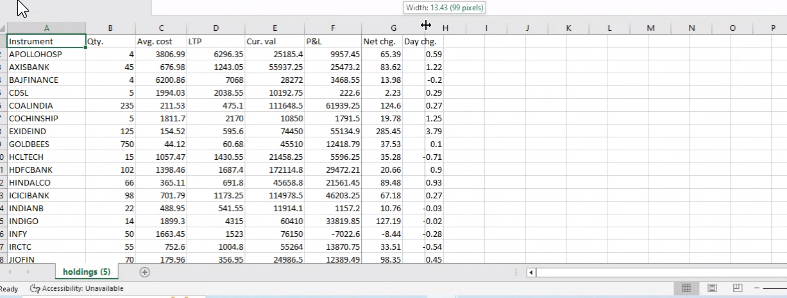 Width: 13.43 (99 pixels)
A B C D E F G H I J K L M N O P
Instrument Qty. Avg. cost LTP Cur. val P&L Net chg. Day chg.
APOLLOHOSP 4 3806.99 6296.35 25185.4 9957.45 65.39 0.59
AXISBANK 45 676.98 1243.05 55937.25 25473.2 83.62 1.22
BAJFINANCE 4 6200.86 7068 28272 3468.55 13.98 -0.2
CDSL 5 1994.03 2038.55 10192.75 222.6 2.23 0.29
COALINDIA 235 211.53 475.1 111648.5 61939.25 124.6 0.27
COCHINSHIP 5 1811.7 2170 10850 1791.5 19.78 1.25
EXIDEIND 125 154.52 595.6 74450 55134.9 285.45 3.79
GOLDBEES 750 44.12 60.68 45510 12418.79 37.53 0.1
0 HCLTECH 15 1057.47 1430.55 21458.25 5596.25 35.28 -0.71
1 HDFCBANK 102 1398.46 1687.4 172114.8 29472.21 20.66 0.9
2 HINDALCO 66 365.11 691.8 45658.8 21561.45 89.48 0.93
3 ICICIBANK 98 701.79 1173.25 114978.5 46203.25 67.18 0.27
4 INDIANB 22 488.95 541.55 11914.1 1157.2 10.76 -0.03
5 INDIGO 14 1899.3 4315 60410 33819.85 127.19 -0.02
6 INFY 50 1663.45 1523 76150 -7022.6 -8.44 -0.28
7 IRCTC 55 752.6 1004.8 55264 13870.75 33.51 -0.54
8 JIOFIN 70 179.96 356.95 24986.5 12389.49 98.35 0.45
holdings (5)
Ready Accessibility: Unavailable